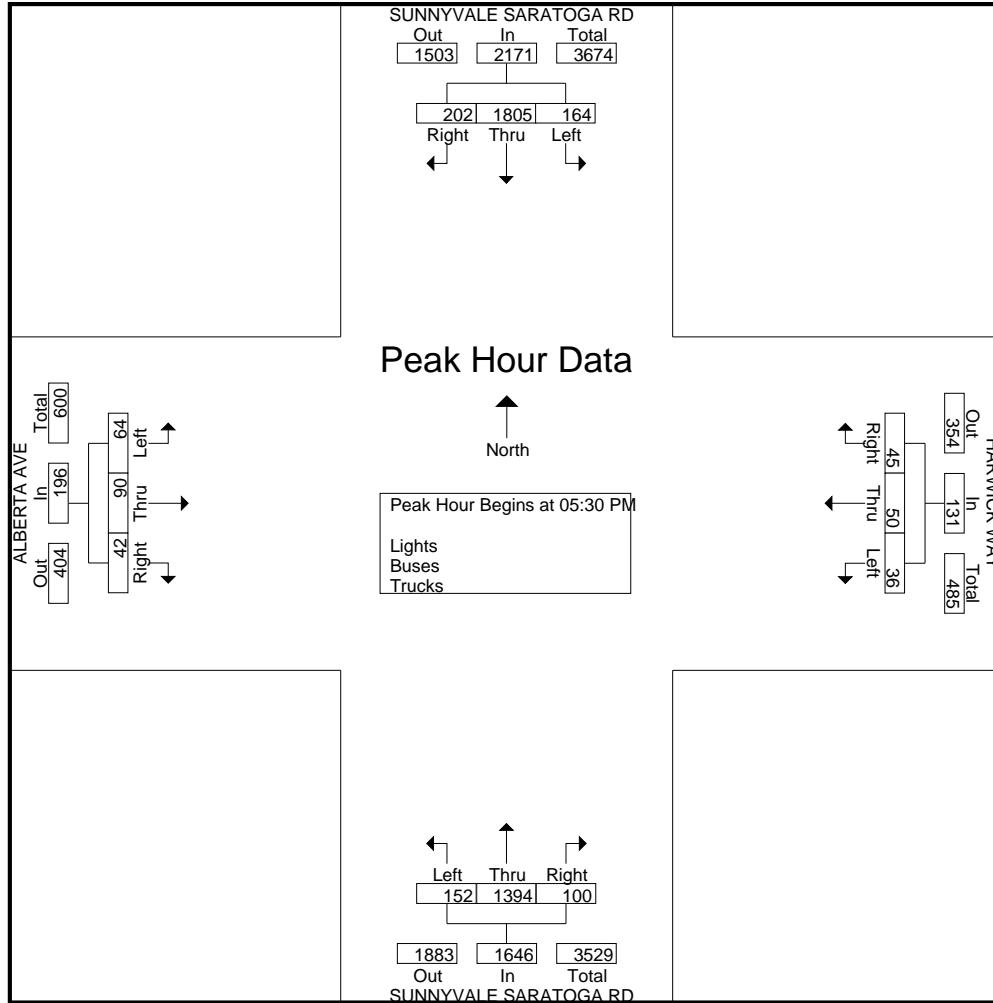 SUNNYVALE SARATOGA RD
Out In Total
1503 2171 3674
202 1805 164
Right Thru Left
Peak Hour Data
North
Peak Hour Begins at 05:30 PM
Lights
Buses
Trucks
ALBERTA AVE
Out In Total
404 196 600
42 90 64
Right Thru Left
HARWICK WAY
Out In Total
354 131 485
45 50 36
Right Thru Left
Left Thru Right
152 1394 100
1883 1646 3529
Out In Total
SUNNYVALE SARATOGA RD